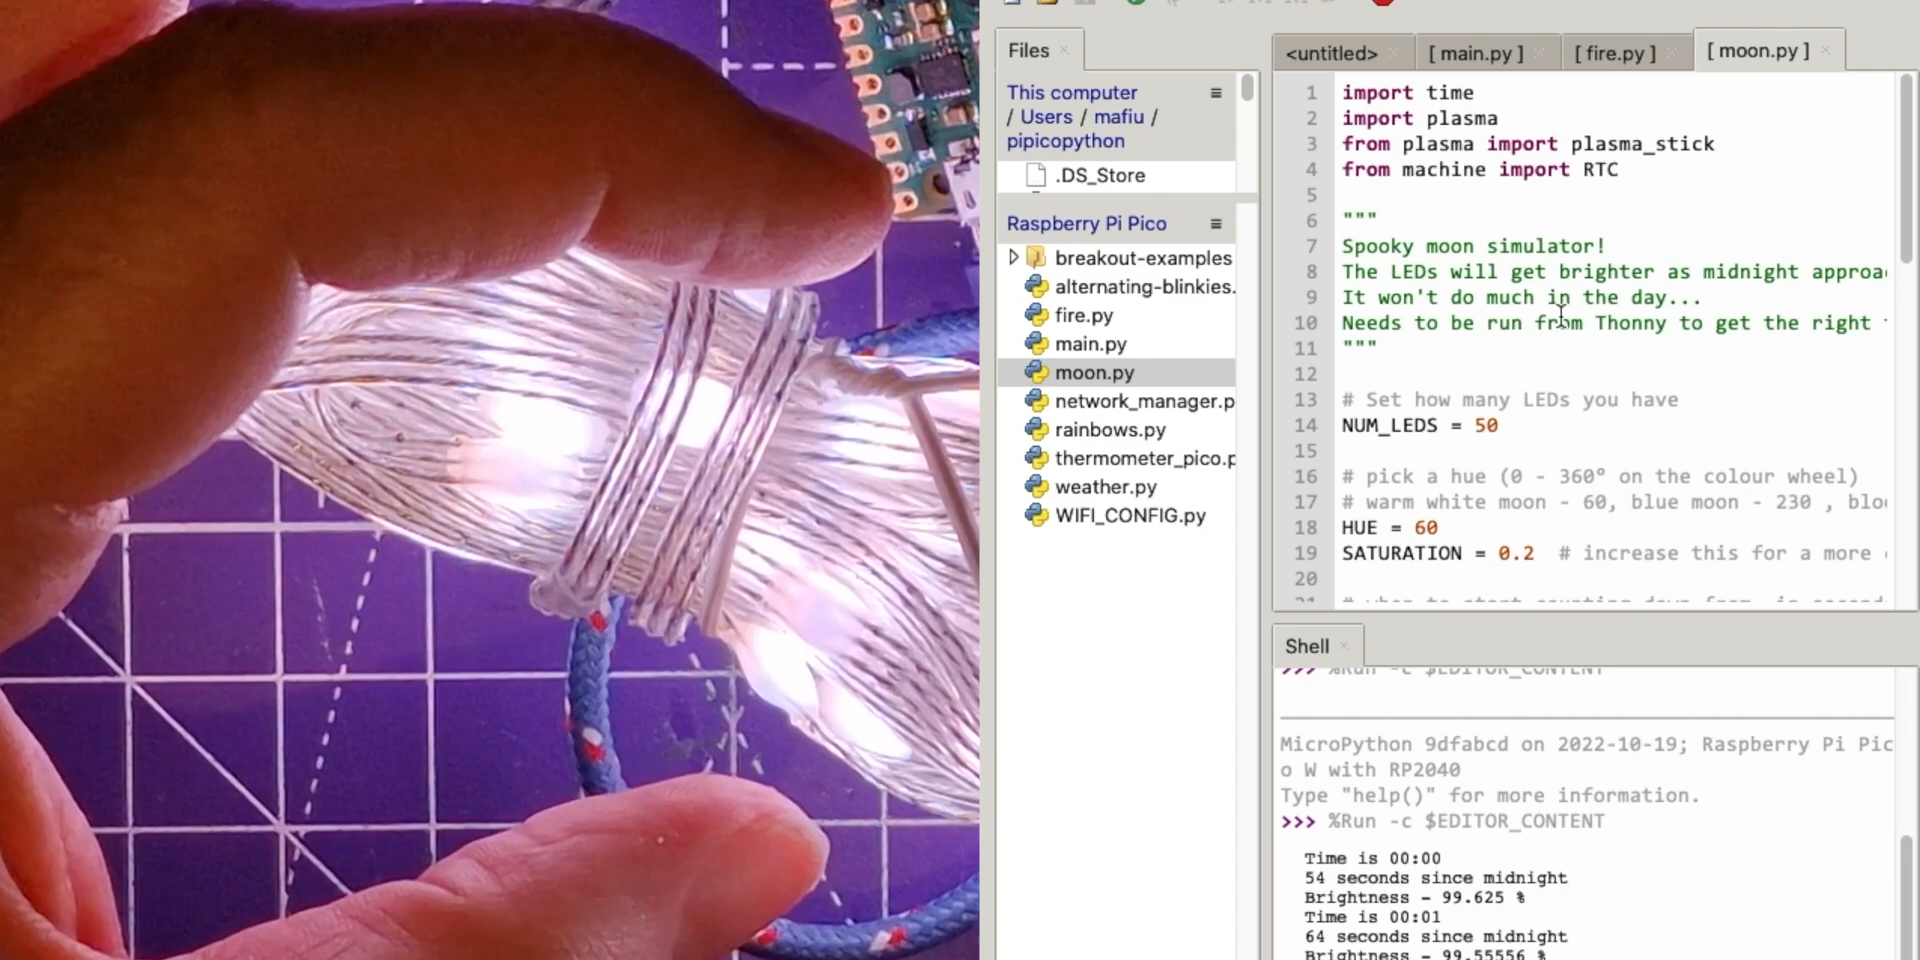 Files
This computer
/ Users / mafiu /
pipicopython
.DS_Store
Raspberry Pi Pico
breakout-examples
alternating-blinkies.
fire.py
main.py
moon.py
network_manager.p
rainbows.py
thermometer_pico.p
weather.py
WIFI_CONFIG.py
<untitled>
[ main.py ]
[ fire.py ]
[ moon.py ]
1 import time
2 import plasma
3 from plasma import plasma_stick
4 from machine import RTC
5
6 """
7 Spooky moon simulator!
8 The LEDs will get brighter as midnight approa
9 It won't do much in the day...
10 Needs to be run from Thonny to get the right
11 """
12
13 # Set how many LEDs you have
14 NUM_LEDS = 50
15
16 # pick a hue (0 - 360° on the colour wheel)
17 # warm white moon - 60, blue moon - 230 , bloo
18 HUE = 60
19 SATURATION = 0.2 # increase this for a more
20
Shell
>>> %Run -c $EDITOR_CONTENT
MicroPython 9dfabcd on 2022-10-19; Raspberry Pi Pic
o W with RP2040
Type "help()" for more information.
>>> %Run -c $EDITOR_CONTENT
Time is 00:00
54 seconds since midnight
Brightness - 99.625 %
Time is 00:01
64 seconds since midnight
Brightness - 99.55556 %